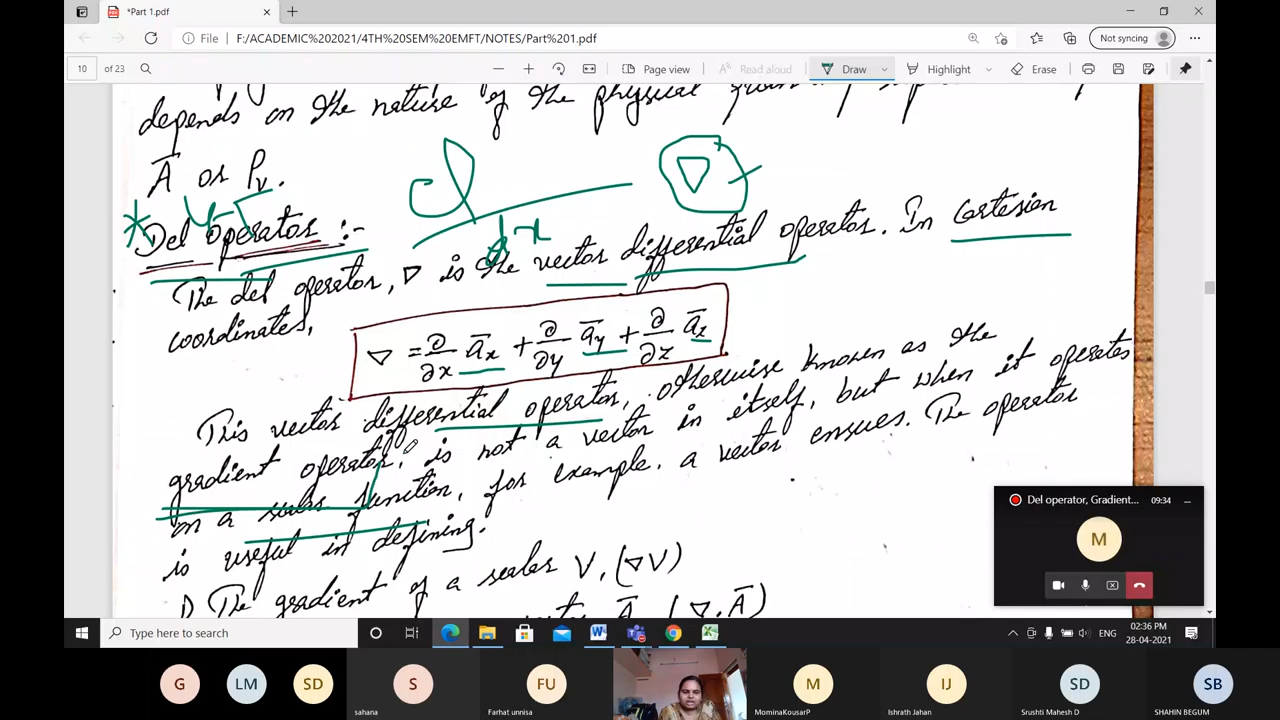 *Part 1.pdf
File F:/ACADEMIC%202021/4TH%20SEM%20EMFT/NOTES/Part%201.pdf
Not syncing
10 of 23
Page view
Read aloud
Draw
Highlight
Erase
depends on the nature of the physical
Ā or Pv.
Del operator :-
dx
▽
The del operator, ▽ is the vector differential operator. In Cartesian
coordinates,
▽ = ∂/∂x āx + ∂/∂y āy + ∂/∂z āz
This vector differential operator, otherwise known as the
gradient operator, is not a vector in itself, but when it operates
on a scalar function, for example, a vector ensues. The operator
is useful in defining.
1) The gradient of a scalar V, (▽V)
Ā (▽. Ā)
Del operator, Gradient... 09:34
M
Type here to search
ENG
02:36 PM
28-04-2021
G
LM
SD
S
sahana
FU
Farhat unnisa
M
MominaKousarP
IJ
Ishrath Jahan
SD
Srushti Mahesh D
SB
SHAHIN BEGUM